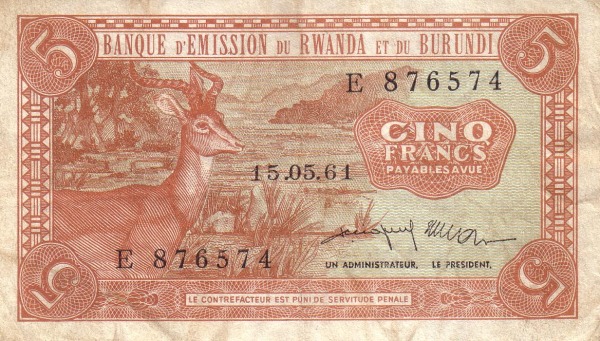 5 BANQUE D'EMISSION DU RWANDA ET DU BURUNDI 5
E 876574
CINQ
FRANCS
PAYABLES A VUE
15.05.61
E 876574
UN ADMINISTRATEUR, LE PRESIDENT,
5 5
LE CONTREFACTEUR EST PUNI DE SERVITUDE PENALE